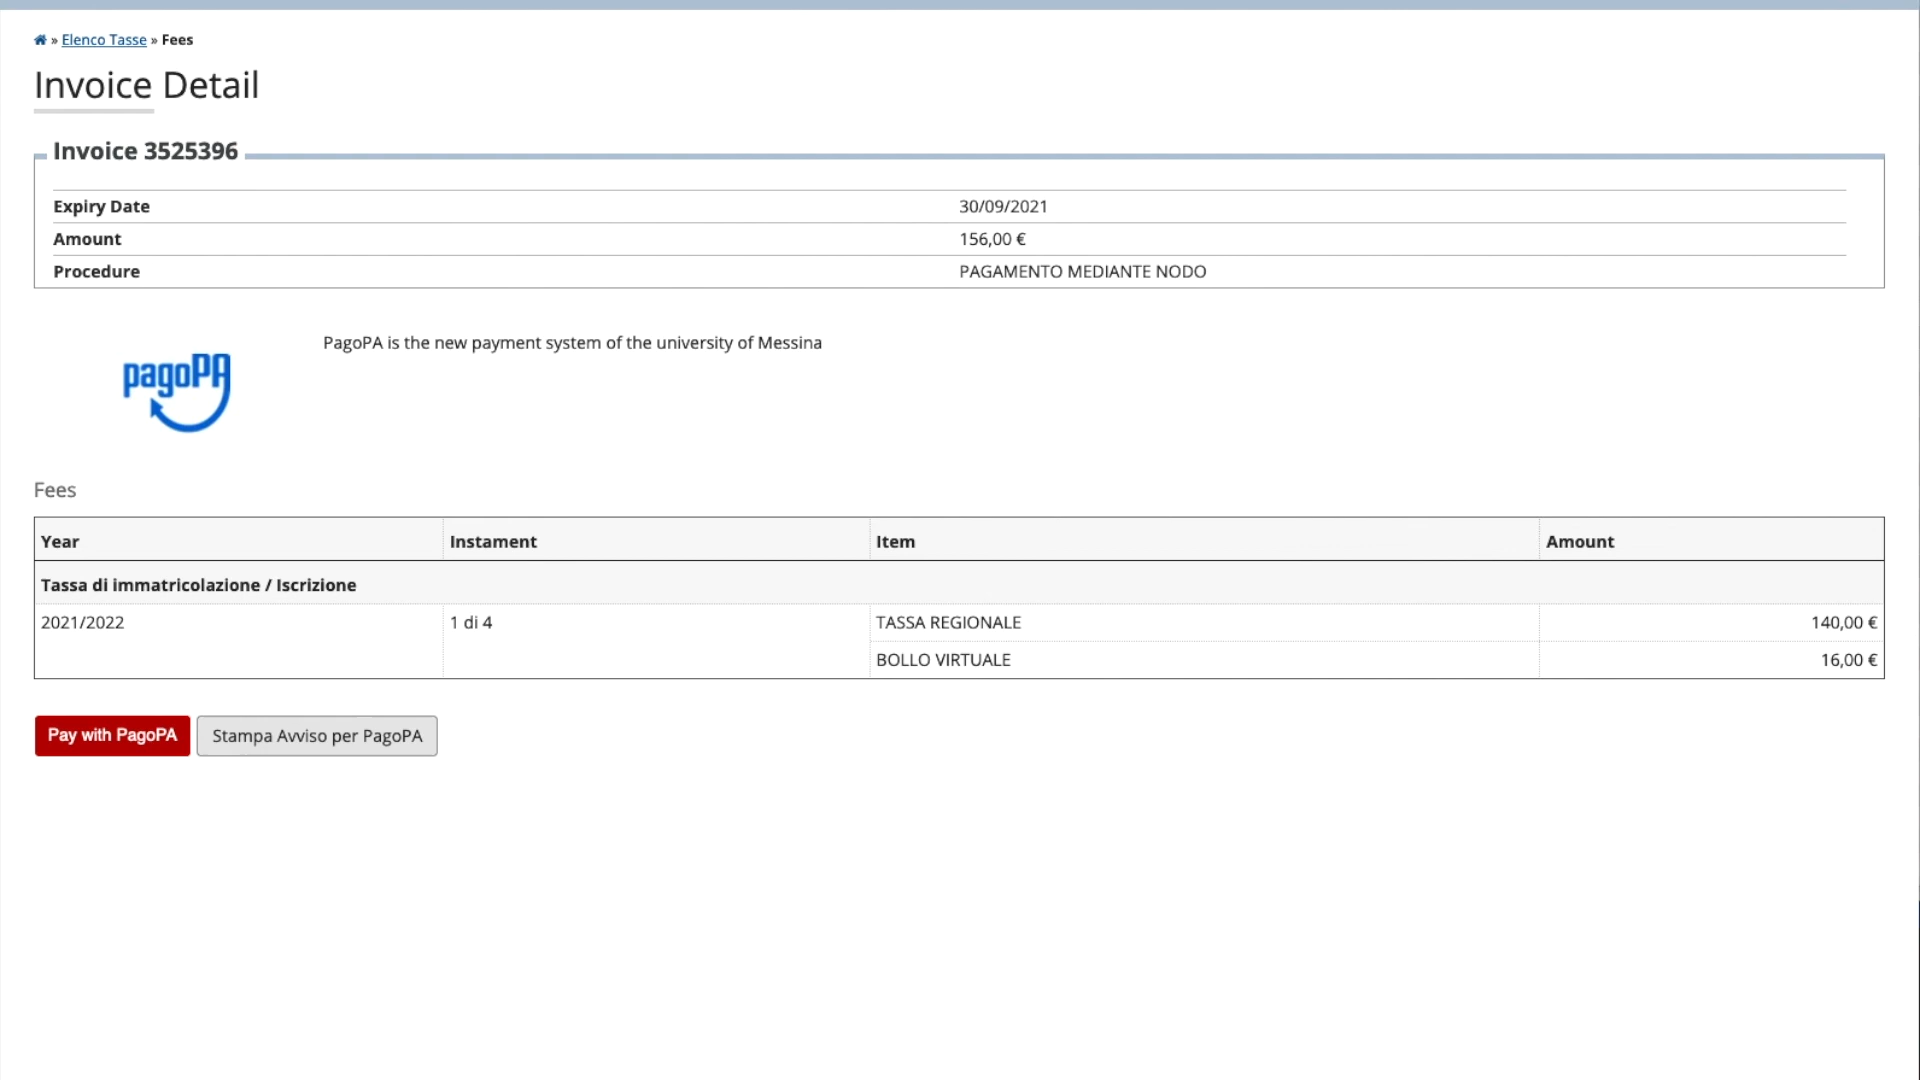 » Elenco Tasse » Fees
Invoice Detail
Invoice 3525396
Expiry Date 30/09/2021
Amount 156,00 €
Procedure PAGAMENTO MEDIANTE NODO
PagoPA is the new payment system of the university of Messina
pagoPA
Fees
Year Instament Item Amount
Tassa di immatricolazione / Iscrizione
2021/2022 1 di 4 TASSA REGIONALE 140,00 €
BOLLO VIRTUALE 16,00 €
Pay with PagoPA Stampa Avviso per PagoPA